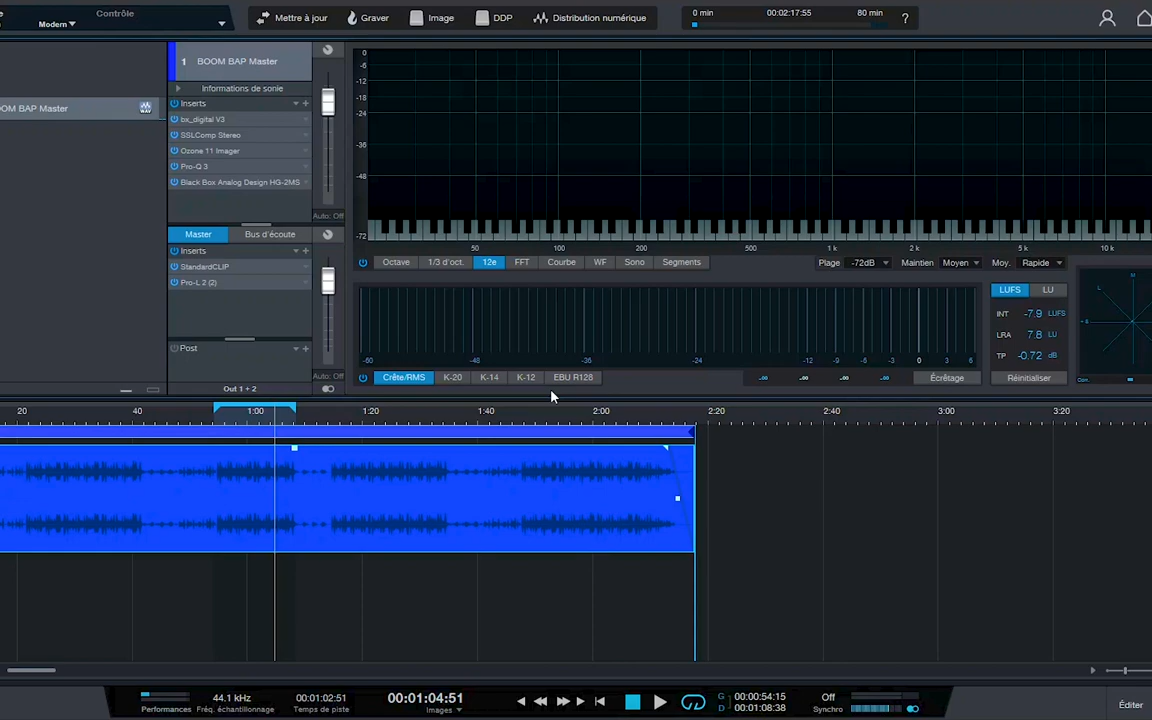 Contrôle
Modern
Mettre à jour
Graver
Image
DDP
Distribution numérique
0 min
00:02:17:55
80 min
?
1 BOOM BAP Master
Informations de sonie
OM BAP Master
Inserts
bx_digital V3
SSLComp Stereo
Ozone 11 Imager
Pro-Q 3
Black Box Analog Design HG-2MS
Auto: Off
Master
Bus d'écoute
Inserts
StandardCLIP
Pro-L 2 (2)
Post
Auto: Off
Out 1 + 2
0
-6
-12
-18
-24
-36
-48
-72
50 100 200 500 1 k 2 k 5 k 10 k
Octave 1/3 d'oct. 12e FFT Courbe WF Sono Segments
Plage -72dB Maintien Moyen Moy. Rapide
-60 -48 -36 -24 -12 -9 -6 -3 0 3 6
Crête/RMS K-20 K-14 K-12 EBU R128
-∞ -∞ -∞ -∞
Écrêtage
LUFS LU
INT -7.9 LUFS
LRA 7.8 LU
TP -0.72 dB
Réinitialiser
L
M
+S
Corr.
20 40 1:00 1:20 1:40 2:00 2:20 2:40 3:00 3:20
Performances
44.1 kHz
Fréq. échantillonnage
00:01:02:51
Temps de piste
00:01:04:51
Images
G 00:00:54:15
D 00:01:08:38
Off
Synchro
Éditer